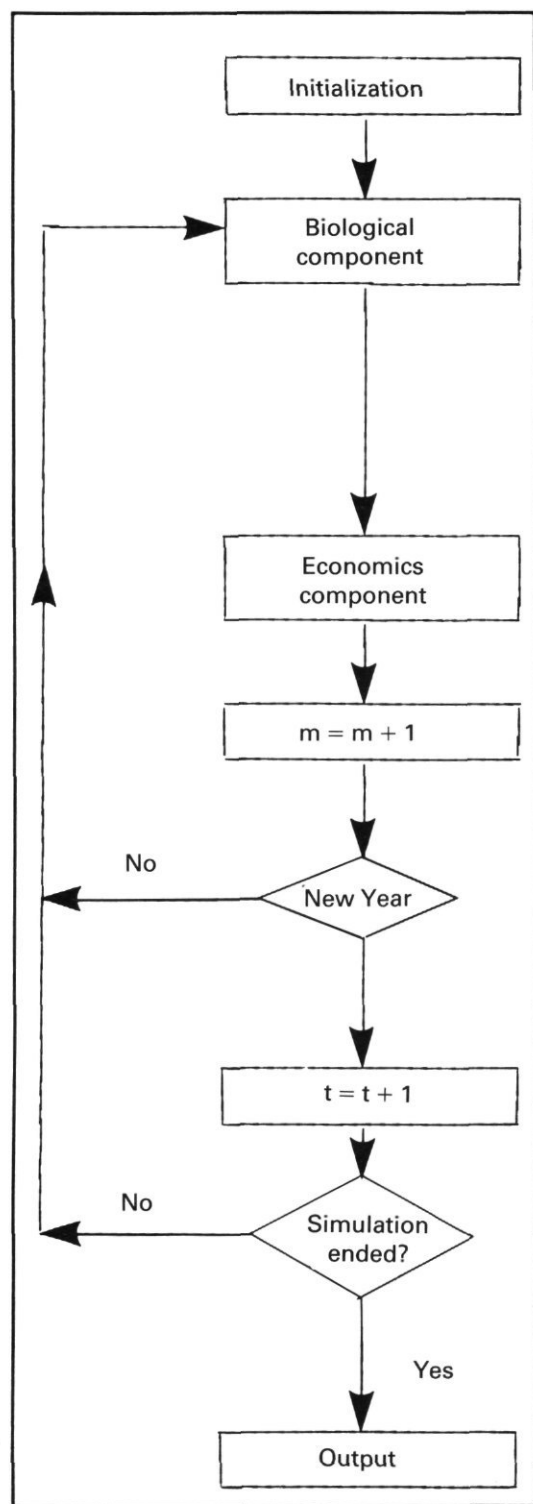 Initialization
Biological
component
Economics
component
m = m + 1
No
New Year
t = t + 1
No
Simulation
ended?
Yes
Output